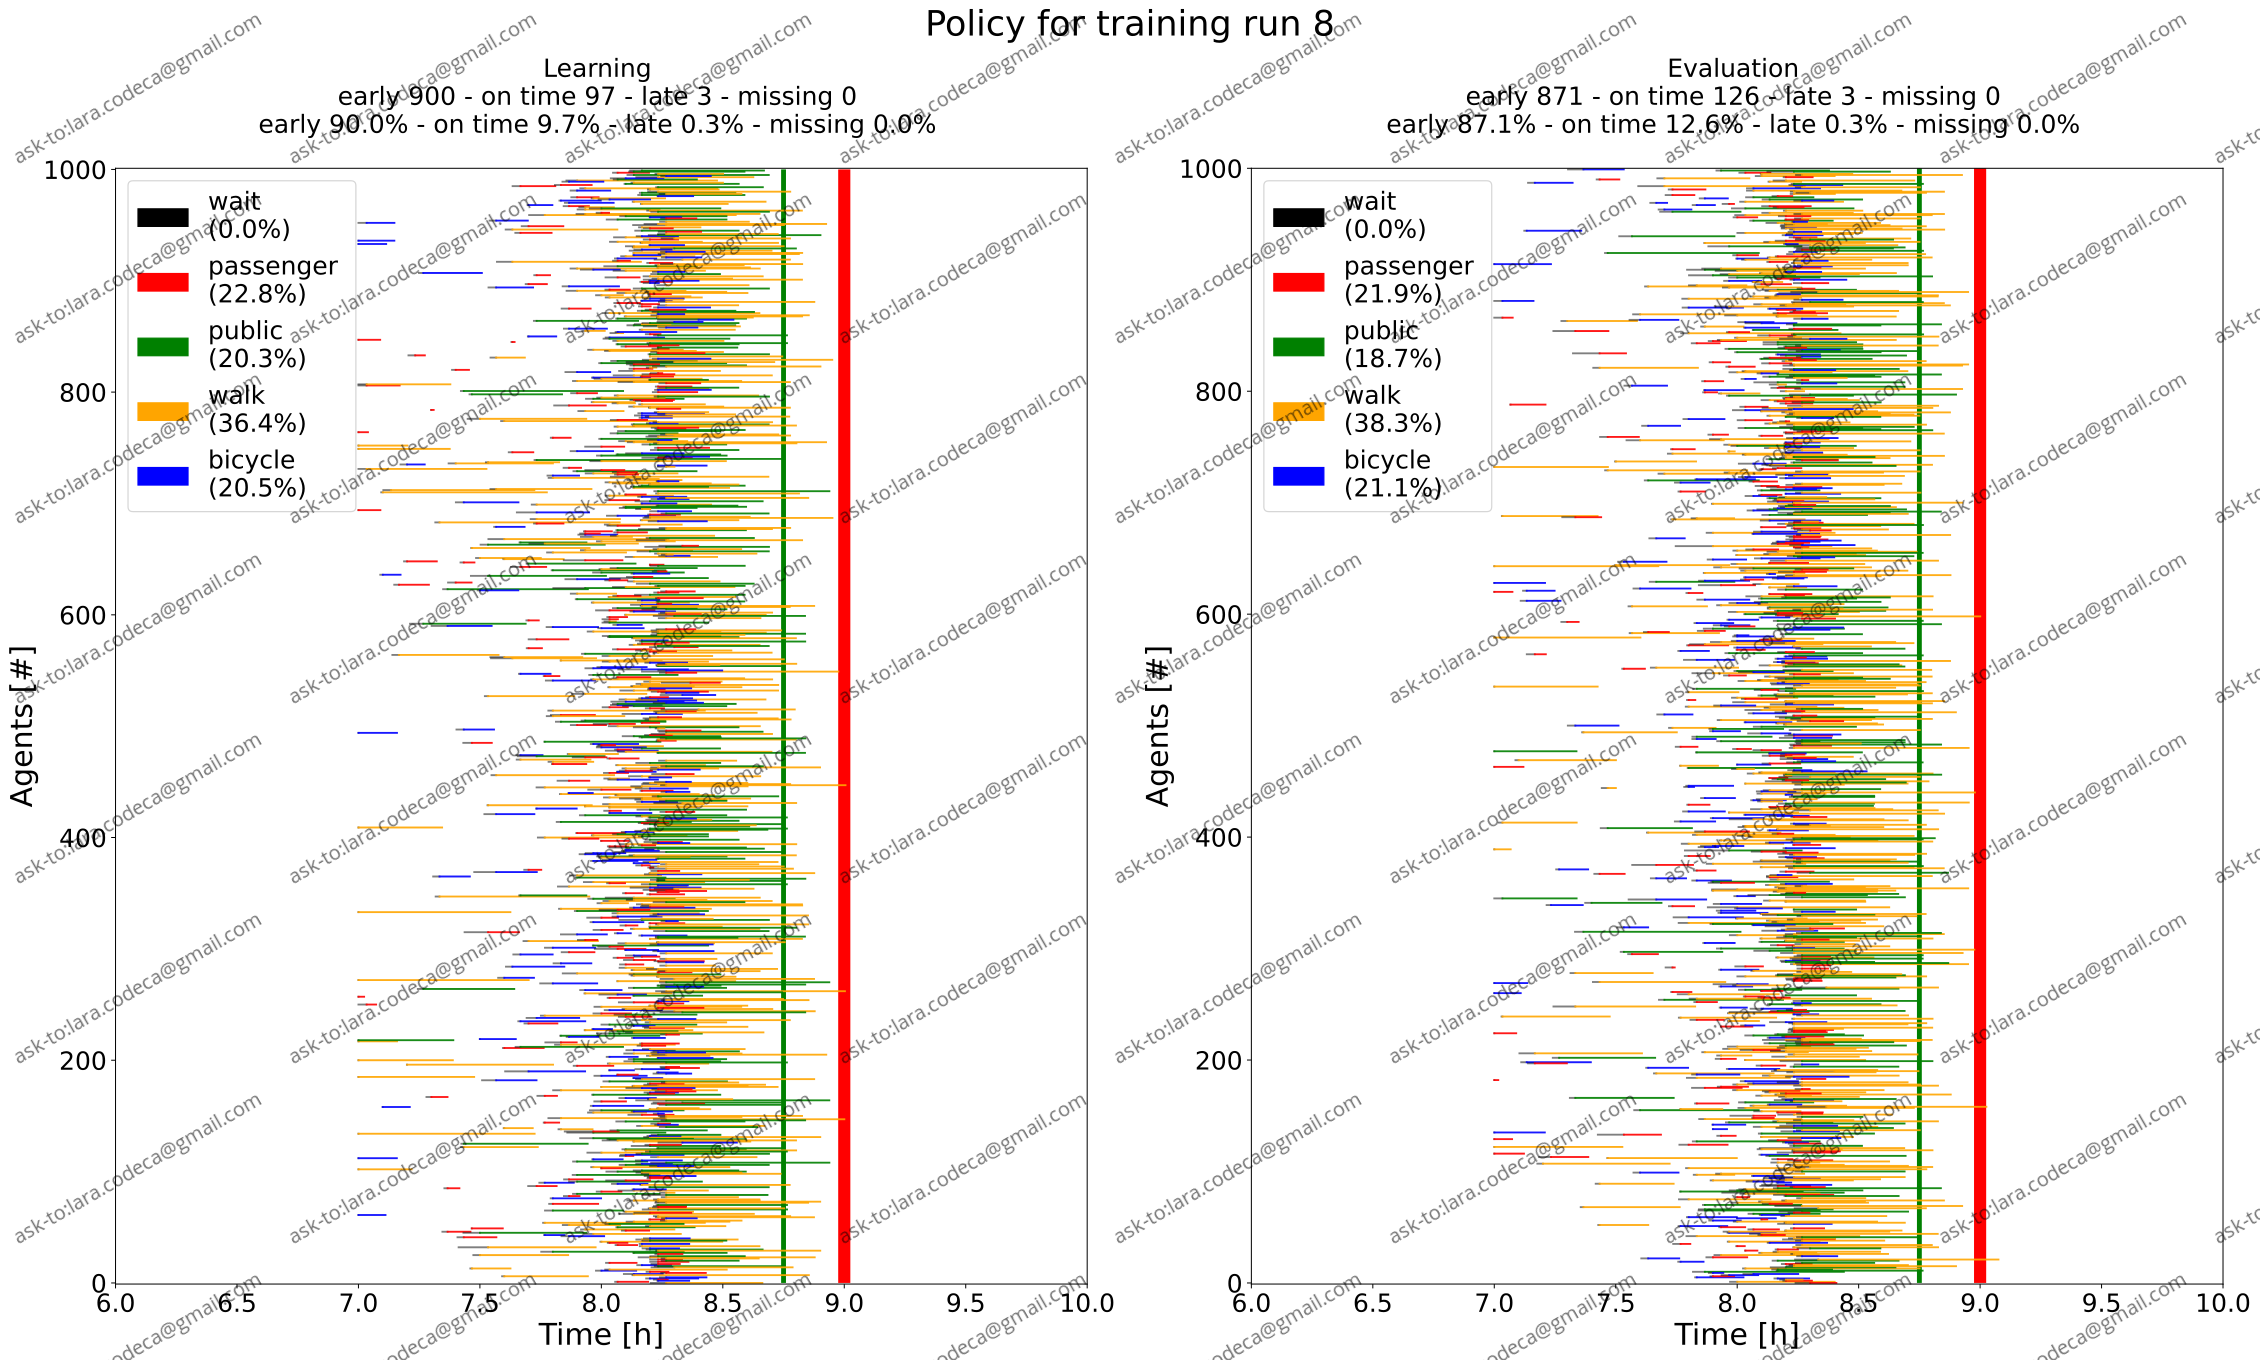 Policy for training run 8
Learning
early 900 - on time 97 - late 3 - missing 0
early 90.0% - on time 9.7% - late 0.3% - missing 0.0%
1000
800
600
400
200
0
Agents [#]
wait
(0.0%)
passenger
(22.8%)
public
(20.3%)
walk
(36.4%)
bicycle
(20.5%)
6.0 6.5 7.0 7.5 8.0 8.5 9.0 9.5 10.0
Time [h]
Evaluation
early 871 - on time 126 - late 3 - missing 0
early 87.1% - on time 12.6% - late 0.3% - missing 0.0%
1000
800
600
400
200
0
Agents [#]
wait
(0.0%)
passenger
(21.9%)
public
(18.7%)
walk
(38.3%)
bicycle
(21.1%)
6.0 6.5 7.0 7.5 8.0 8.5 9.0 9.5 10.0
Time [h]
ask-to:lara.codeca@gmail.com